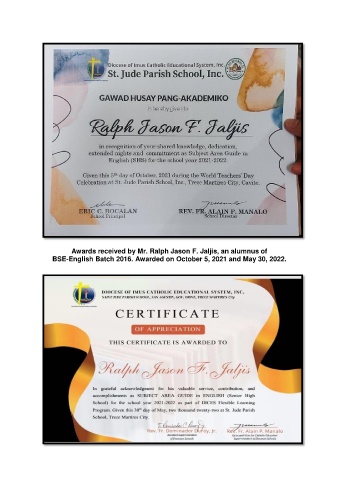 Diocese of Imus Catholic Educational System, Inc
St. Jude Parish School, Inc.
GAWAD HUSAY PANG-AKADEMIKO
is hereby given to
Ralph Jason F. Jaljis
in recognition of your shared knowledge, dedication,
extended nights and commitment as Subject Area Guide in
English (SHS) for the school year 2021-2022.
Given this 5th day of October, 2021 during the World Teachers' Day
Celebration at St. Jude Parish School, Inc., Trece Martires City, Cavite.
ERIC C. BOCALAN
School Principal
REV. FR. ALAIN P. MANALO
School Director
Awards received by Mr. Ralph Jason F. Jaljis, an alumnus of
BSE-English Batch 2016. Awarded on October 5, 2021 and May 30, 2022.
DIOCESE OF IMUS CATHOLIC EDUCATIONAL SYSTEM, INC.
SAINT JUDE PARISH SCHOOL, TRECE MARTIRES City
CERTIFICATE
OF APPRECIATION
THIS CERTIFICATE IS AWARDED TO
Ralph Jason F. Jaljis
In grateful acknowledgment for his valuable service, contribution, and
accomplishments as SUBJECT AREA GUIDE in ENGLISH (Senior High
School) for the school year 2021-2022 as part of DICES Flexible Learning
Program. Given this 30th day of May, two thousand twenty-two at St. Jude Parish
School, Trece Martires City.
Rev. Fr. Alain P. Manalo